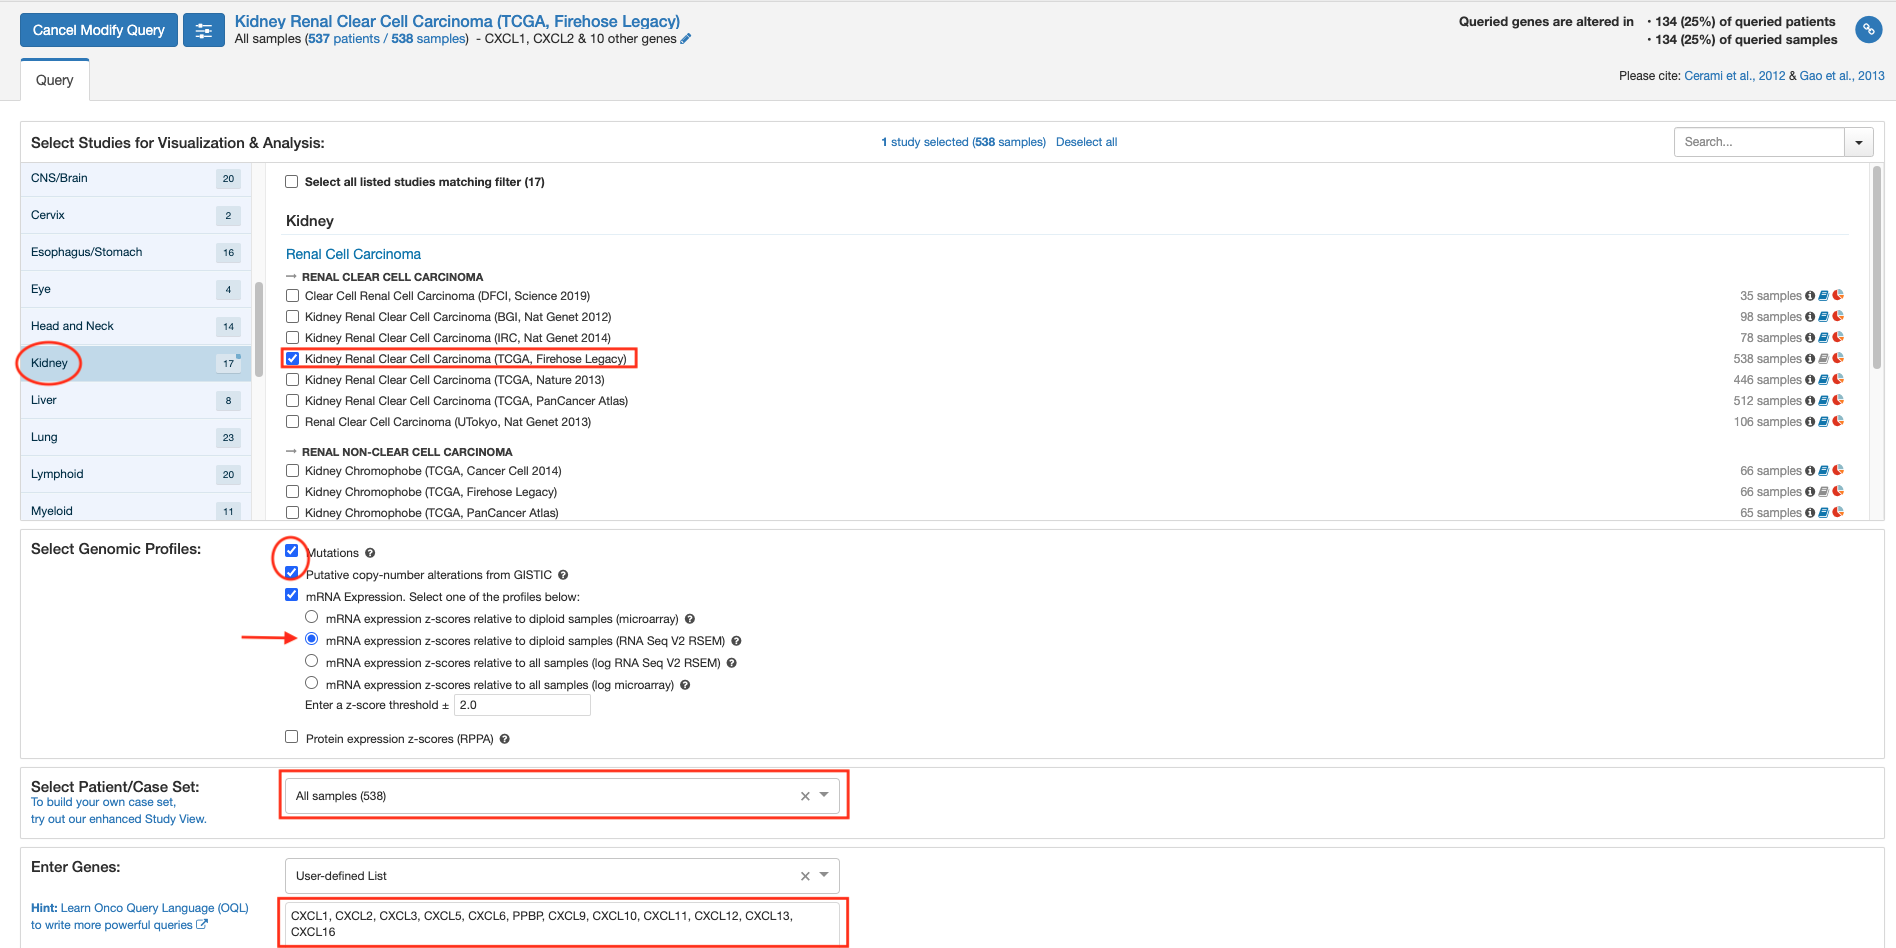 Cancel Modify Query
Kidney Renal Clear Cell Carcinoma (TCGA, Firehose Legacy)
All samples (537 patients / 538 samples) - CXCL1, CXCL2 & 10 other genes
Queried genes are altered in
• 134 (25%) of queried patients
• 134 (25%) of queried samples
Query
Please cite: Cerami et al., 2012 & Gao et al., 2013
Select Studies for Visualization & Analysis:
1 study selected (538 samples) Deselect all
Search...
CNS/Brain 20
Cervix 2
Esophagus/Stomach 16
Eye 4
Head and Neck 14
Kidney 17
Liver 8
Lung 23
Lymphoid 20
Myeloid 11
Select all listed studies matching filter (17)
Kidney
Renal Cell Carcinoma
RENAL CLEAR CELL CARCINOMA
Clear Cell Renal Cell Carcinoma (DFCI, Science 2019) 35 samples
Kidney Renal Clear Cell Carcinoma (BGI, Nat Genet 2012) 98 samples
Kidney Renal Clear Cell Carcinoma (IRC, Nat Genet 2014) 78 samples
Kidney Renal Clear Cell Carcinoma (TCGA, Firehose Legacy) 538 samples
Kidney Renal Clear Cell Carcinoma (TCGA, Nature 2013) 446 samples
Kidney Renal Clear Cell Carcinoma (TCGA, PanCancer Atlas) 512 samples
Renal Clear Cell Carcinoma (UTokyo, Nat Genet 2013) 106 samples
RENAL NON-CLEAR CELL CARCINOMA
Kidney Chromophobe (TCGA, Cancer Cell 2014) 66 samples
Kidney Chromophobe (TCGA, Firehose Legacy) 66 samples
Kidney Chromophobe (TCGA, PanCancer Atlas) 65 samples
Select Genomic Profiles:
Mutations
Putative copy-number alterations from GISTIC
mRNA Expression. Select one of the profiles below:
mRNA expression z-scores relative to diploid samples (microarray)
mRNA expression z-scores relative to diploid samples (RNA Seq V2 RSEM)
mRNA expression z-scores relative to all samples (log RNA Seq V2 RSEM)
mRNA expression z-scores relative to all samples (log microarray)
Enter a z-score threshold ± 2.0
Protein expression z-scores (RPPA)
Select Patient/Case Set:
To build your own case set,
try out our enhanced Study View.
All samples (538)
Enter Genes:
User-defined List
Hint: Learn Onco Query Language (OQL)
to write more powerful queries
CXCL1, CXCL2, CXCL3, CXCL5, CXCL6, PPBP, CXCL9, CXCL10, CXCL11, CXCL12, CXCL13,
CXCL16